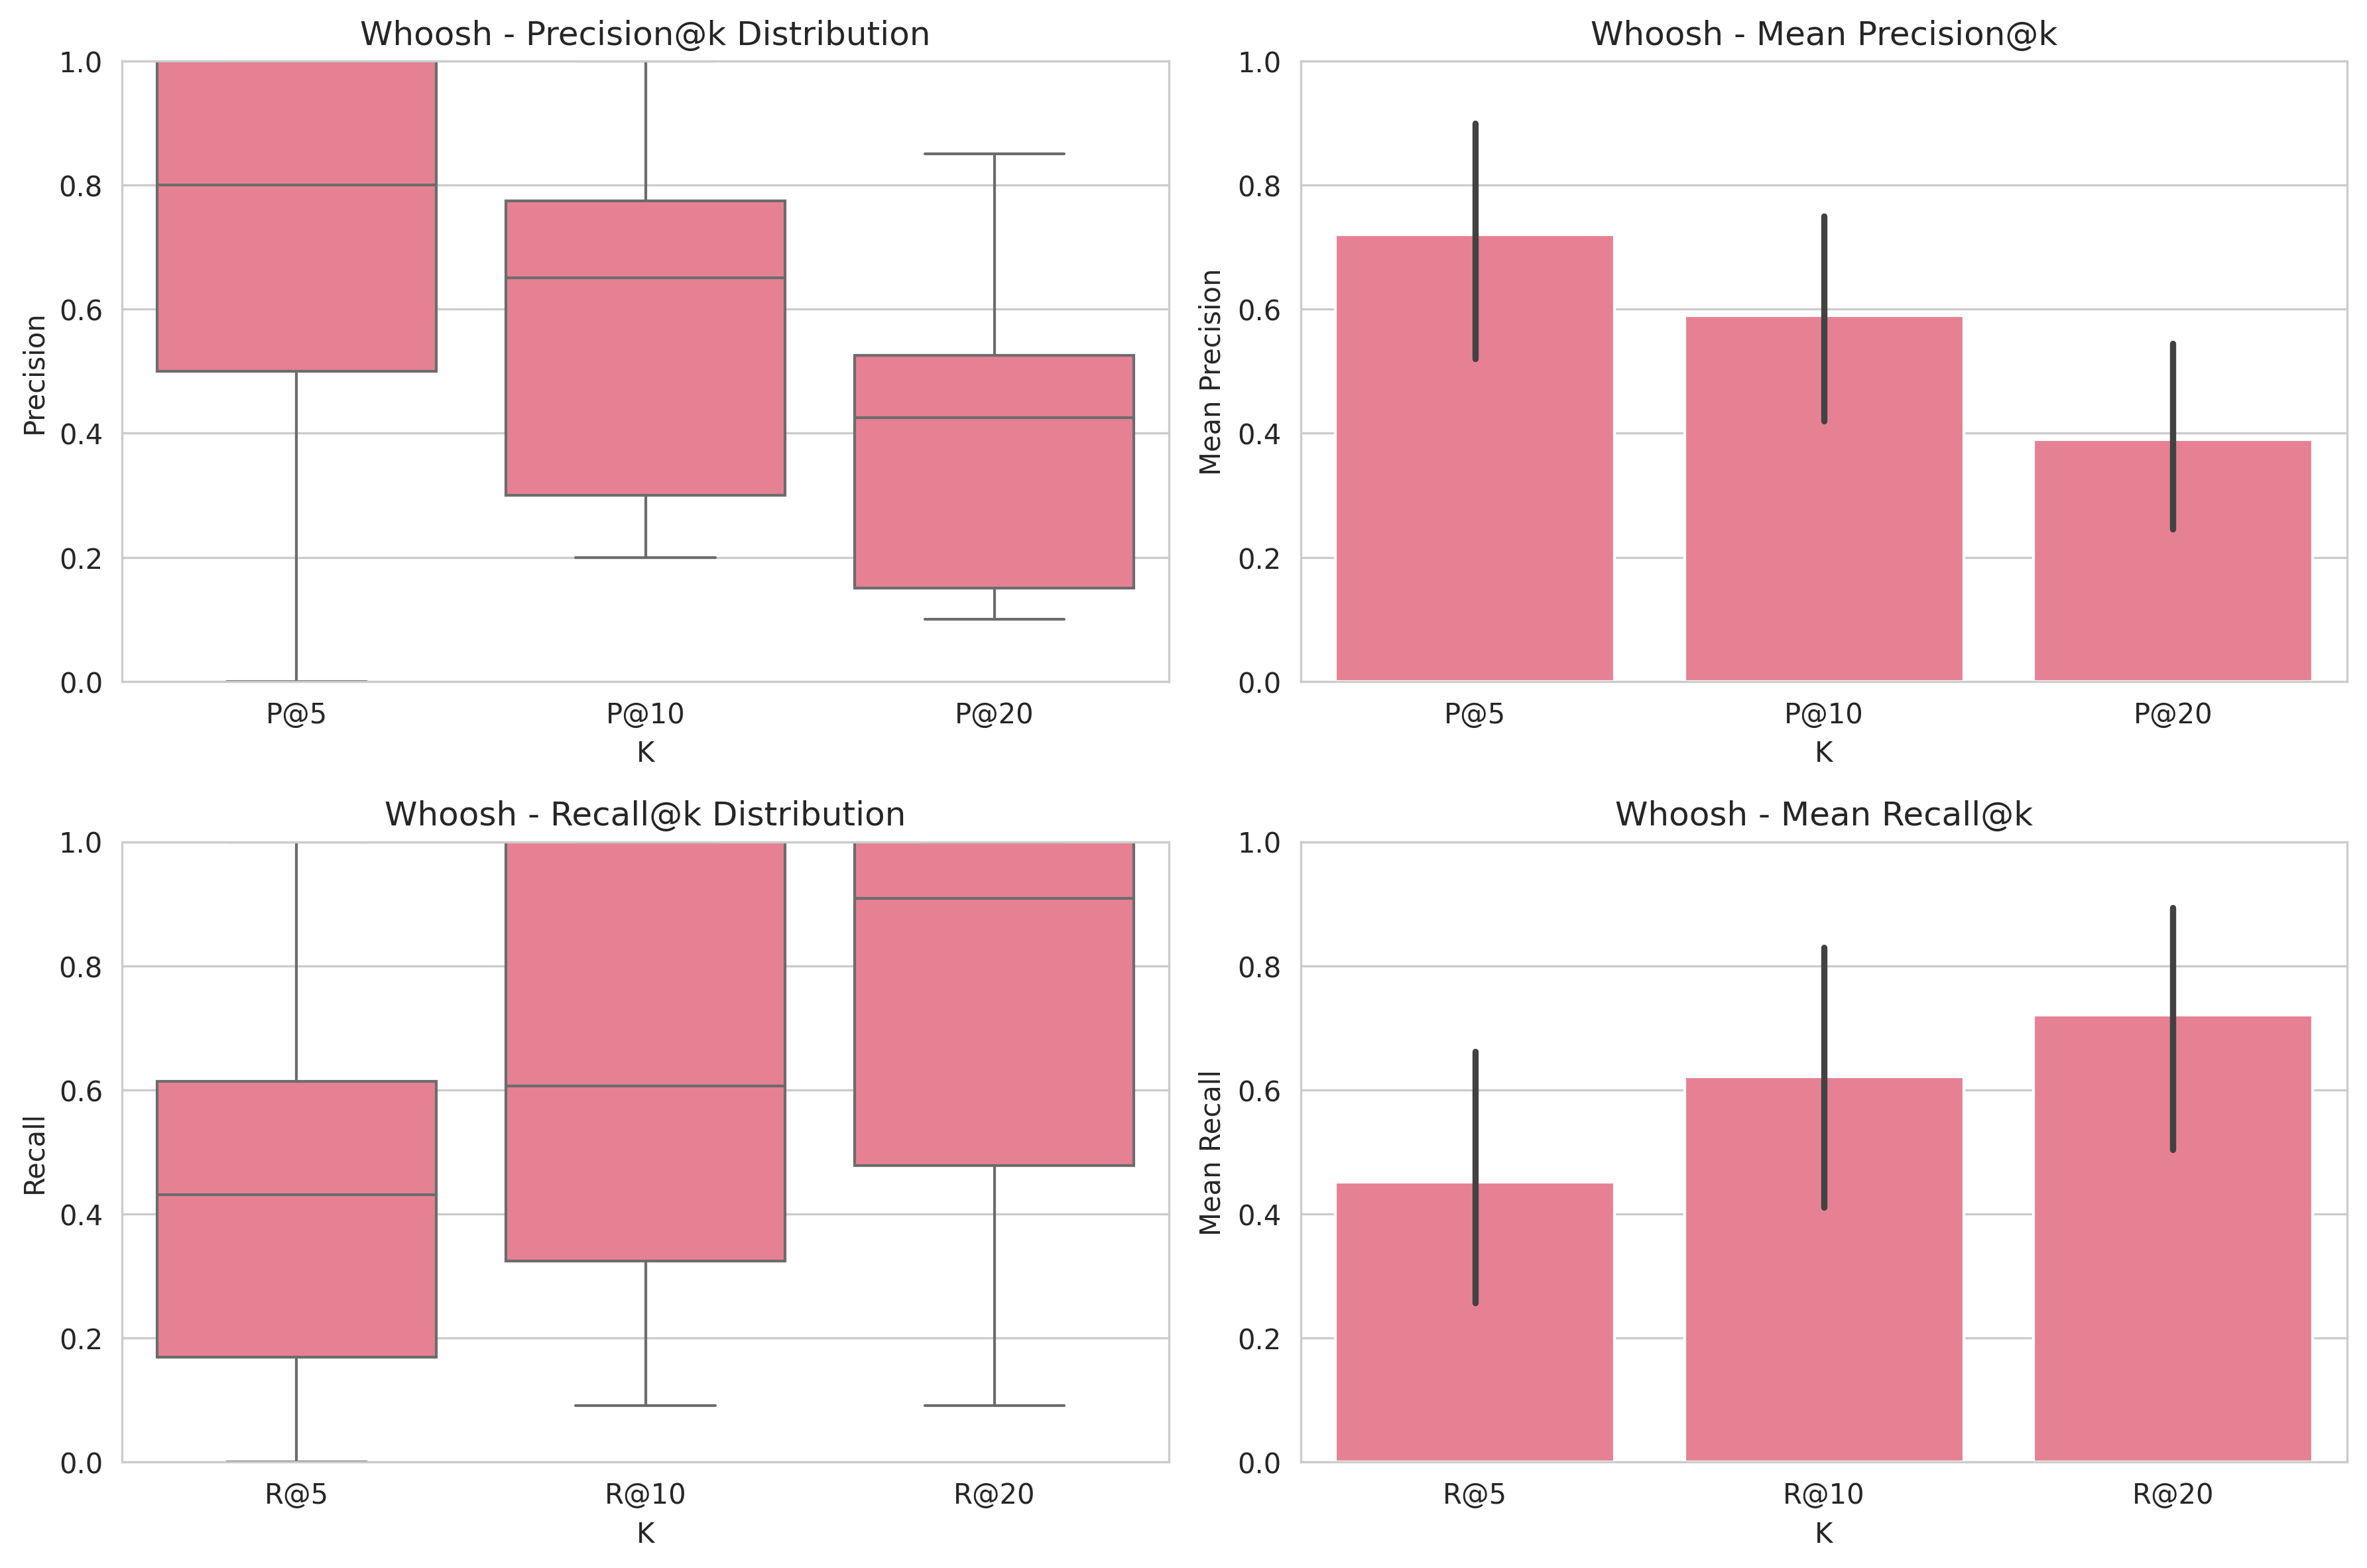 Whoosh - Precision@k Distribution
1.0
0.8
0.6
0.4
0.2
0.0
Precision
P@5 P@10 P@20
K
Whoosh - Mean Precision@k
1.0
0.8
0.6
0.4
0.2
0.0
Mean Precision
P@5 P@10 P@20
K
Whoosh - Recall@k Distribution
1.0
0.8
0.6
0.4
0.2
0.0
Recall
R@5 R@10 R@20
K
Whoosh - Mean Recall@k
1.0
0.8
0.6
0.4
0.2
0.0
Mean Recall
R@5 R@10 R@20
K